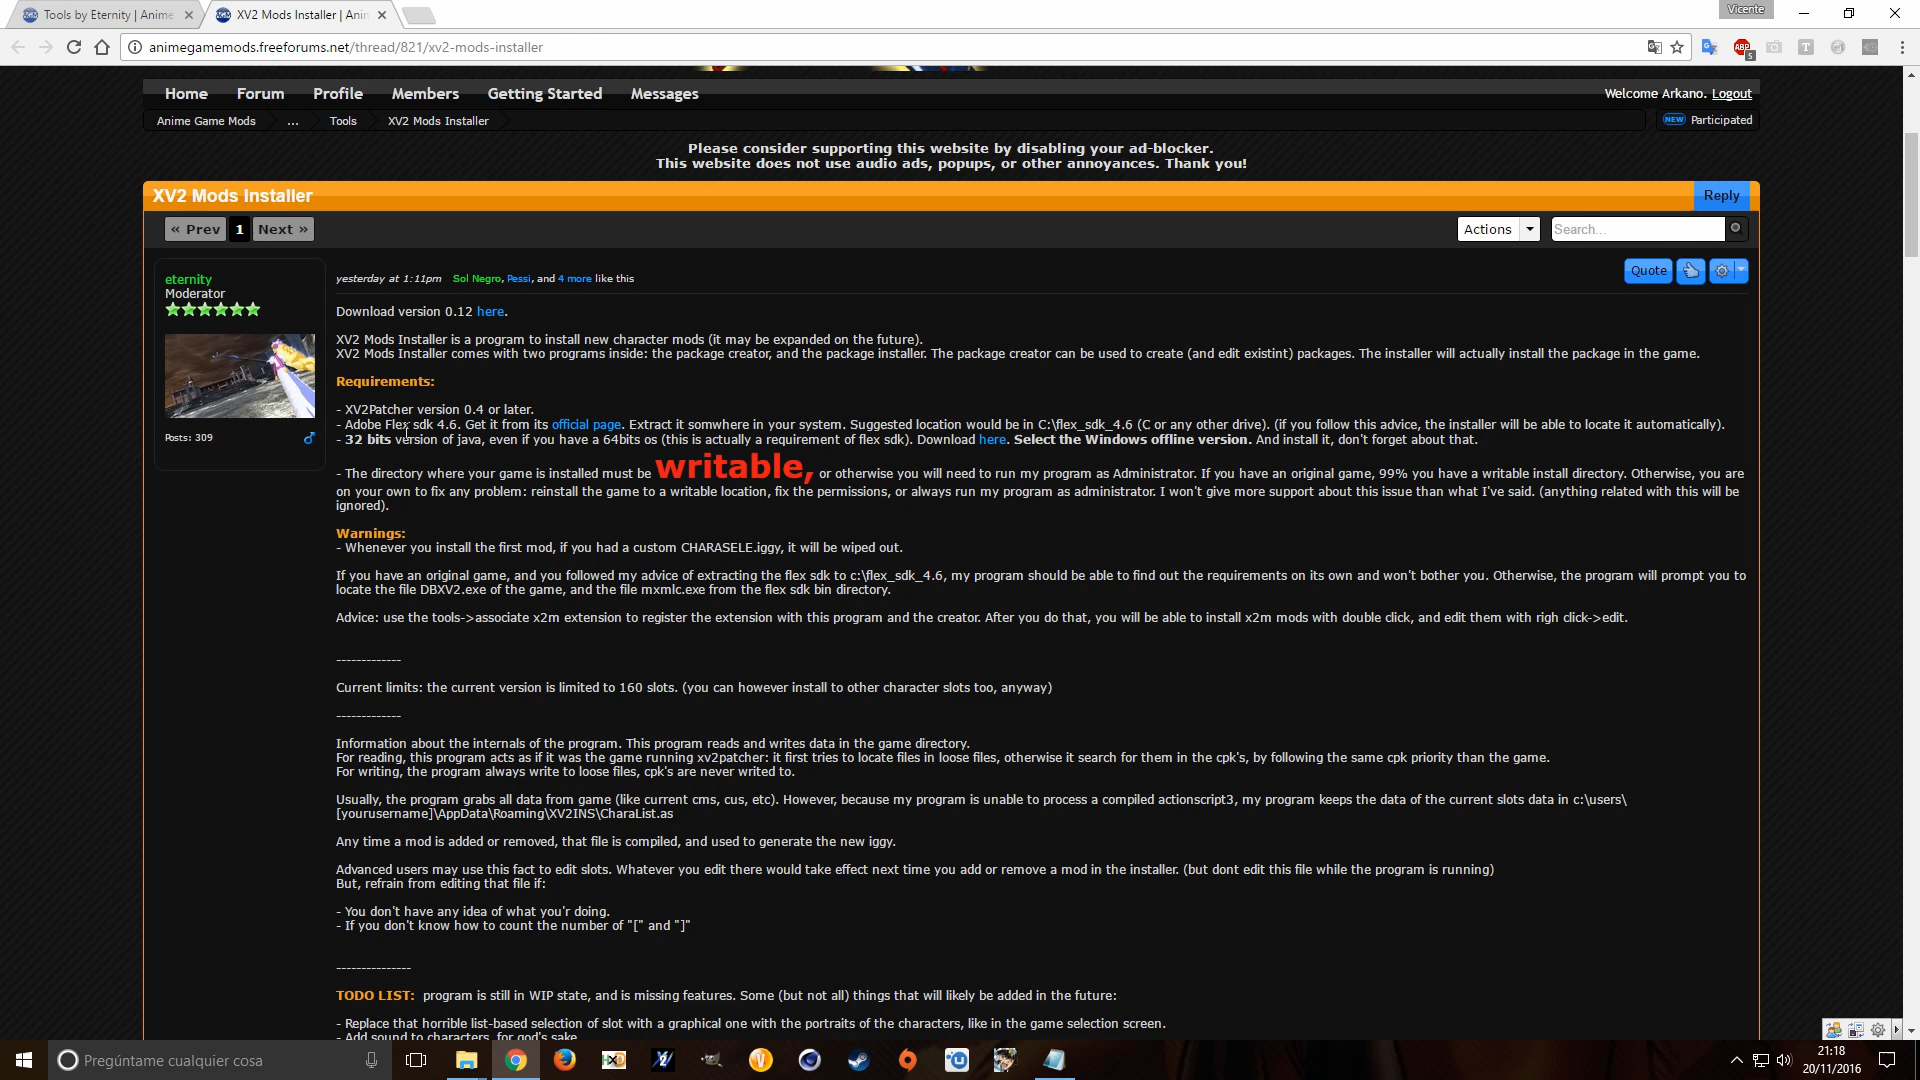 Tools by Eternity | Anime
XV2 Mods Installer | Anim
Vicente
animegamemods.freeforums.net/thread/821/xv2-mods-installer
ABP
5
Home
Forum
Profile
Members
Getting Started
Messages
Welcome Arkano. Logout
Anime Game Mods
...
Tools
XV2 Mods Installer
NEW Participated
Please consider supporting this website by disabling your ad-blocker.
This website does not use audio ads, popups, or other annoyances. Thank you!
XV2 Mods Installer
Reply
« Prev
1
Next »
Actions
Search...
eternity
Moderator
Posts: 309
yesterday at 1:11pm Sol Negro, Pessi, and 4 more like this
Quote
Download version 0.12 here.
XV2 Mods Installer is a program to install new character mods (it may be expanded on the future).
XV2 Mods Installer comes with two programs inside: the package creator, and the package installer. The package creator can be used to create (and edit existint) packages. The installer will actually install the package in the game.
Requirements:
- XV2Patcher version 0.4 or later.
- Adobe Flex sdk 4.6. Get it from its official page. Extract it somwhere in your system. Suggested location would be in C:\flex_sdk_4.6 (C or any other drive). (if you follow this advice, the installer will be able to locate it automatically).
- 32 bits version of java, even if you have a 64bits os (this is actually a requirement of flex sdk). Download here. Select the Windows offline version. And install it, don't forget about that.
- The directory where your game is installed must be writable, or otherwise you will need to run my program as Administrator. If you have an original game, 99% you have a writable install directory. Otherwise, you are
on your own to fix any problem: reinstall the game to a writable location, fix the permissions, or always run my program as administrator. I won't give more support about this issue than what I've said. (anything related with this will be
ignored).
Warnings:
- Whenever you install the first mod, if you had a custom CHARASELE.iggy, it will be wiped out.
If you have an original game, and you followed my advice of extracting the flex sdk to c:\flex_sdk_4.6, my program should be able to find out the requirements on its own and won't bother you. Otherwise, the program will prompt you to
locate the file DBXV2.exe of the game, and the file mxmlc.exe from the flex sdk bin directory.
Advice: use the tools->associate x2m extension to register the extension with this program and the creator. After you do that, you will be able to install x2m mods with double click, and edit them with righ click->edit.
-------------
Current limits: the current version is limited to 160 slots. (you can however install to other character slots too, anyway)
-------------
Information about the internals of the program. This program reads and writes data in the game directory.
For reading, this program acts as if it was the game running xv2patcher: it first tries to locate files in loose files, otherwise it search for them in the cpk's, by following the same cpk priority than the game.
For writing, the program always write to loose files, cpk's are never writed to.
Usually, the program grabs all data from game (like current cms, cus, etc). However, because my program is unable to process a compiled actionscript3, my program keeps the data of the current slots data in c:\users\
[yourusername]\AppData\Roaming\XV2INS\CharaList.as
Any time a mod is added or removed, that file is compiled, and used to generate the new iggy.
Advanced users may use this fact to edit slots. Whatever you edit there would take effect next time you add or remove a mod in the installer. (but dont edit this file while the program is running)
But, refrain from editing that file if:
- You don't have any idea of what you'r doing.
- If you don't know how to count the number of "[" and "]"
---------------
TODO LIST: program is still in WIP state, and is missing features. Some (but not all) things that will likely be added in the future:
- Replace that horrible list-based selection of slot with a graphical one with the portraits of the characters, like in the game selection screen.
- Add sound to characters, for god's sake
Pregúntame cualquier cosa
21:18
20/11/2016